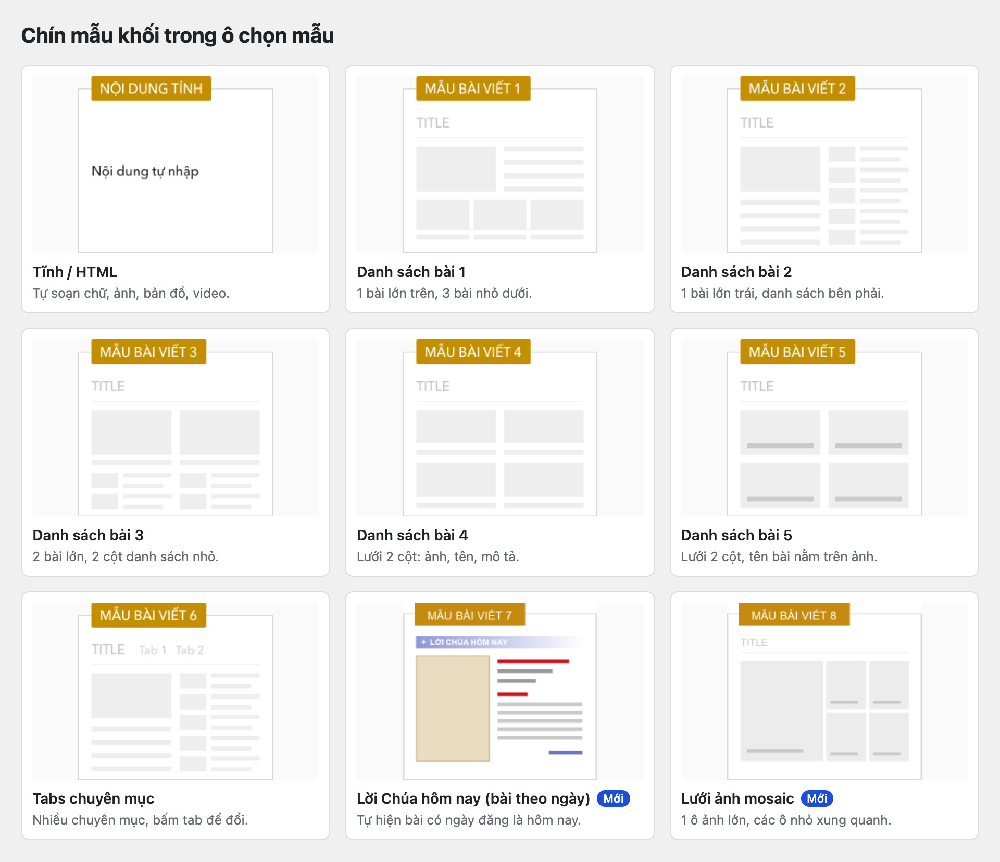 Chín mẫu khối trong ô chọn mẫu
NỘI DUNG TỈNH
Nội dung tự nhập
Tĩnh / HTML
Tự soạn chữ, ảnh, bản đồ, video.
MẪU BÀI VIẾT 1
TITLE
Danh sách bài 1
1 bài lớn trên, 3 bài nhỏ dưới.
MẪU BÀI VIẾT 2
TITLE
Danh sách bài 2
1 bài lớn trái, danh sách bên phải.
MẪU BÀI VIẾT 3
TITLE
Danh sách bài 3
2 bài lớn, 2 cột danh sách nhỏ.
MẪU BÀI VIẾT 4
TITLE
Danh sách bài 4
Lưới 2 cột: ảnh, tên, mô tả.
MẪU BÀI VIẾT 5
TITLE
Danh sách bài 5
Lưới 2 cột, tên bài nằm trên ảnh.
MẪU BÀI VIẾT 6
TITLE Tab 1 Tab 2
Tabs chuyên mục
Nhiều chuyên mục, bấm tab để đổi.
MẪU BÀI VIẾT 7
+ LỜI CHÚA HÔM NAY
Lời Chúa hôm nay (bài theo ngày) Mới
Tự hiện bài có ngày đăng là hôm nay.
MẪU BÀI VIẾT 8
TITLE
Lưới ảnh mosaic Mới
1 ô ảnh lớn, các ô nhỏ xung quanh.